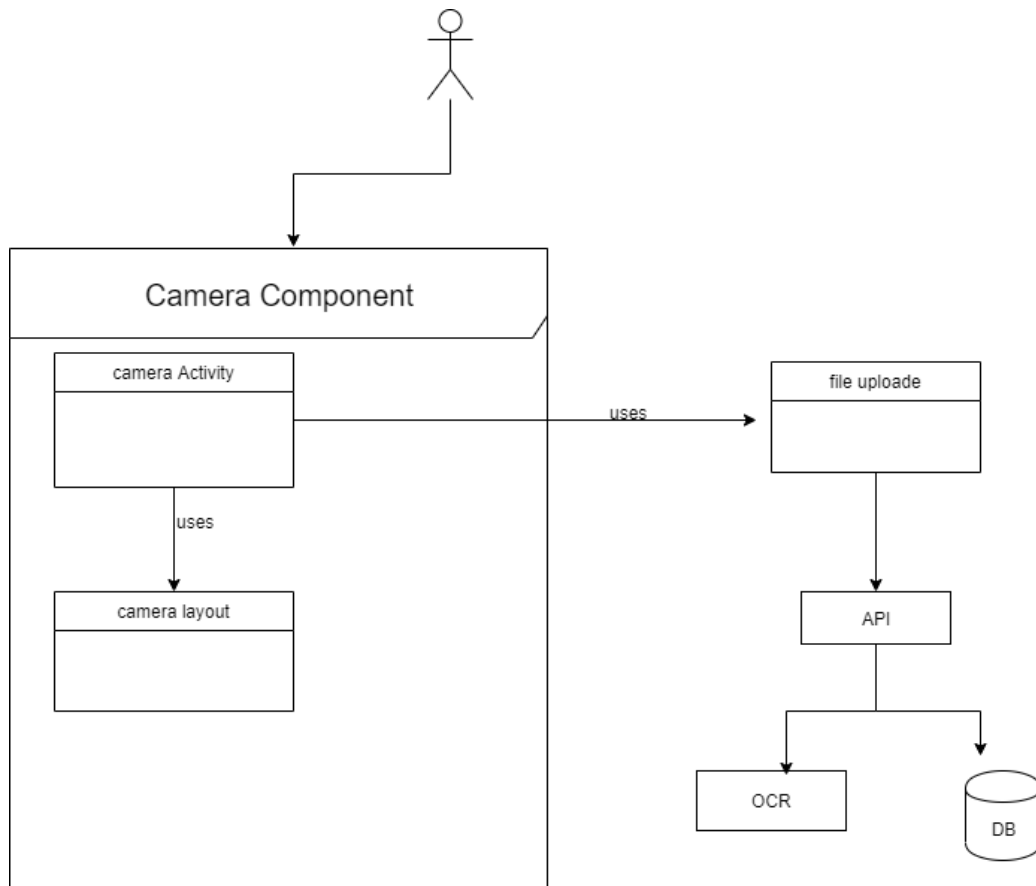 Camera Component
camera Activity
file uploade
uses
uses
camera layout
API
OCR
DB